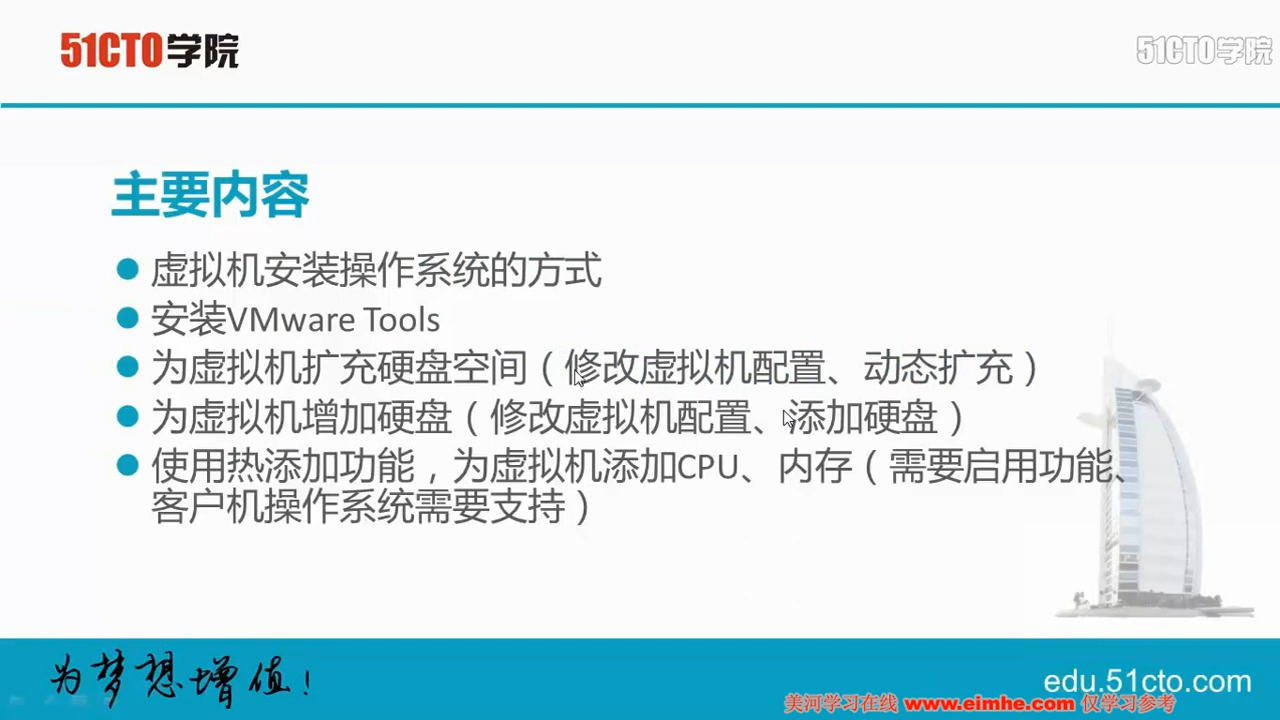 51CTO学院
51CTO学院
主要内容
虚拟机安装操作系统的方式
安装VMware Tools
为虚拟机扩充硬盘空间（修改虚拟机配置、动态扩充）
为虚拟机增加硬盘（修改虚拟机配置、添加硬盘）
使用热添加功能，为虚拟机添加CPU、内存（需要启用功能、
客户机操作系统需要支持）
为梦想增值!
edu.51cto.com
美河学习在线 www.eimhe.com 仅学习参考